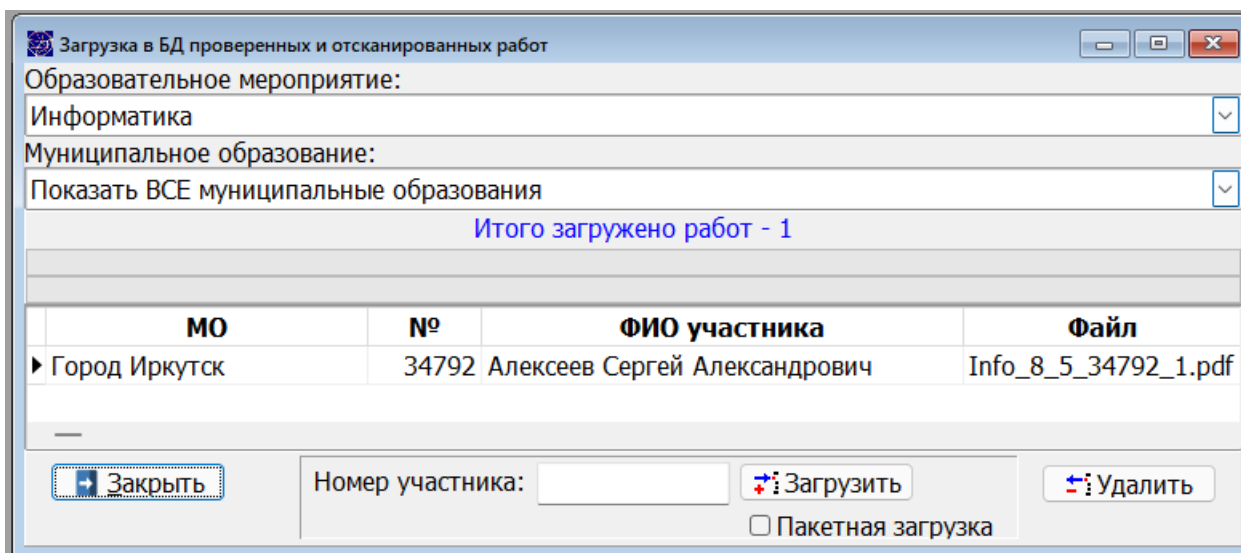 Загрузка в БД проверенных и отсканированных работ
Образовательное мероприятие:
Информатика
Муниципальное образование:
Показать ВСЕ муниципальные образования
Итого загружено работ - 1
МО № ФИО участника Файл
Город Иркутск 34792 Алексеев Сергей Александрович Info_8_5_34792_1.pdf
Закрыть Номер участника: Загрузить Удалить
Пакетная загрузка